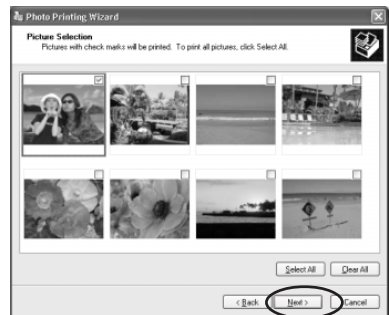 Photo Printing Wizard
Picture Selection
Pictures with check marks will be printed. To print all pictures, click Select All.
Select All
Clear All
< Back
Next >
Cancel